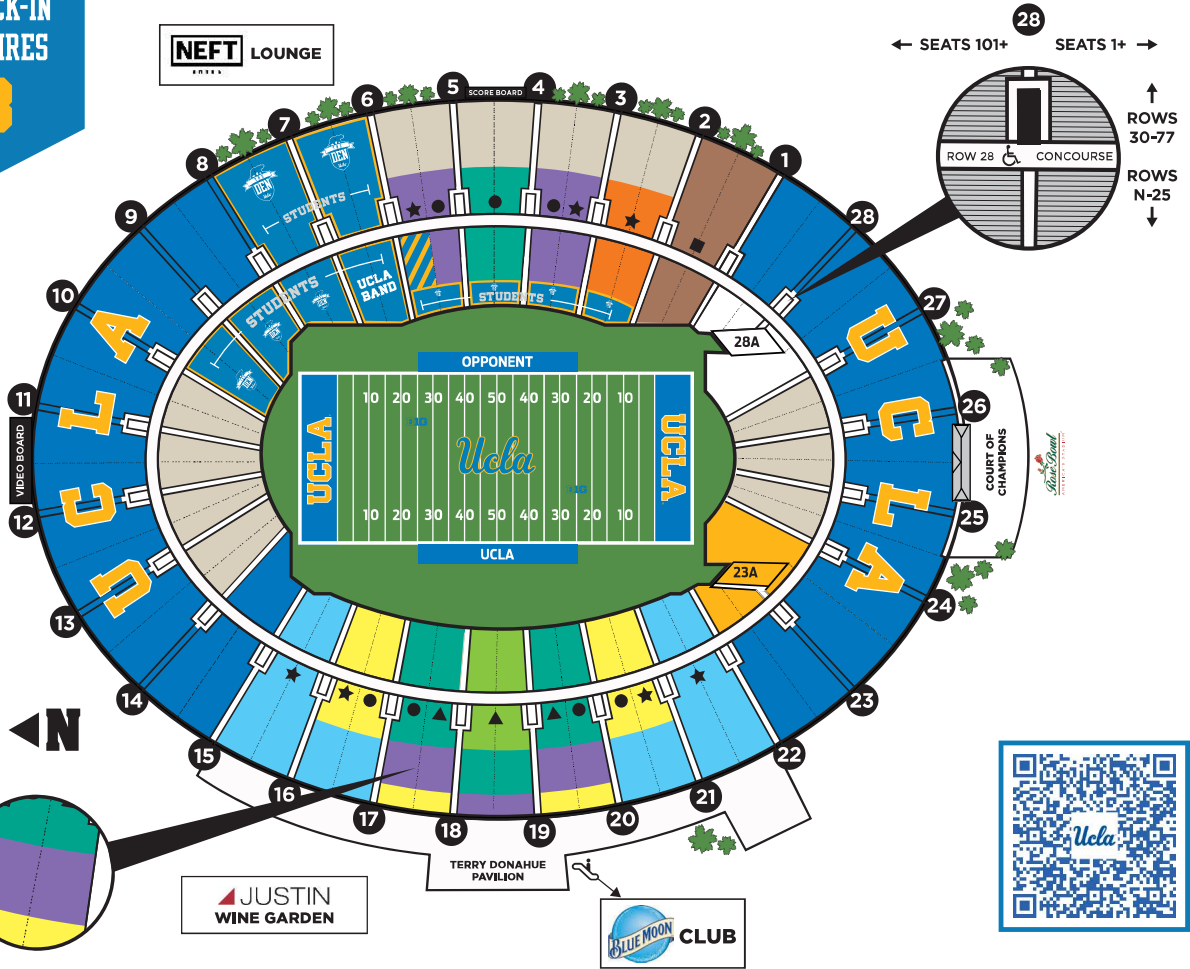 CK-IN
IRES
NEFT LOUNGE
28
← SEATS 101+ SEATS 1+ →
ROWS
30-77
ROW 28 CONCOURSE
ROWS
N-25
5 SCORE BOARD 4
6
3
7
2
8
1
DEN
DEN
STUDENTS
9
28
UCLA
BAND
STUDENTS
STUDENTS
10
27
28A
U
A
OPPONENT
11
26
10 20 30 40 50 40 30 20 10
L
C
VIDEO BOARD
UCLA
Ucla
UCLA
COURT OF
CHAMPIONS
Rose Bowl
C
L
12
25
10 20 30 40 50 40 30 20 10
UCLA
23A
U
A
13
24
14
23
N
15
22
16
21
17
20
18
19
TERRY DONAHUE
PAVILION
JUSTIN
WINE GARDEN
BLUE MOON CLUB
Ucla